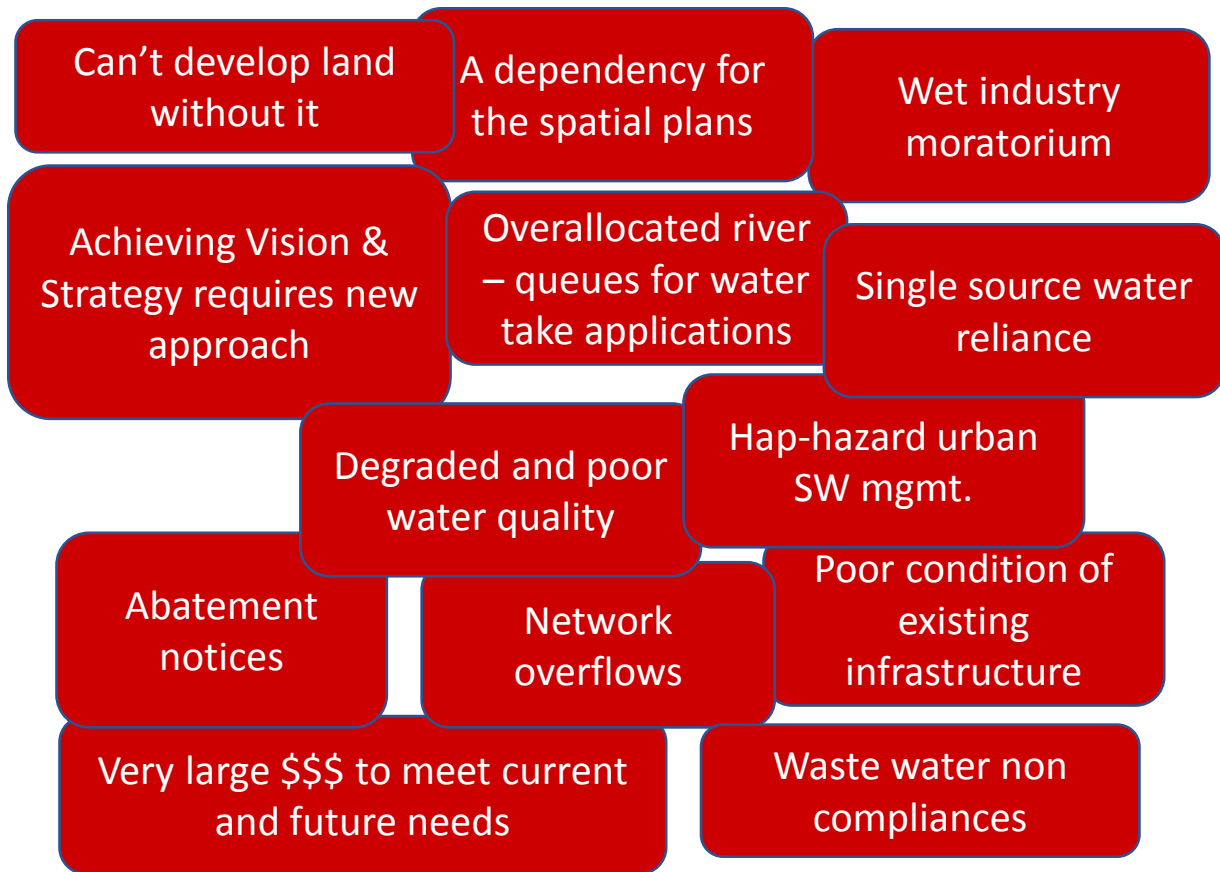 Can’t develop land
without it
A dependency for
the spatial plans
Wet industry
moratorium
Achieving Vision &
Strategy requires new
approach
Overallocated river
– queues for water
take applications
Single source water
reliance
Degraded and poor
water quality
Hap-hazard urban
SW mgmt.
Abatement
notices
Network
overflows
Poor condition of
existing
infrastructure
Very large $$$ to meet current
and future needs
Waste water non
compliances